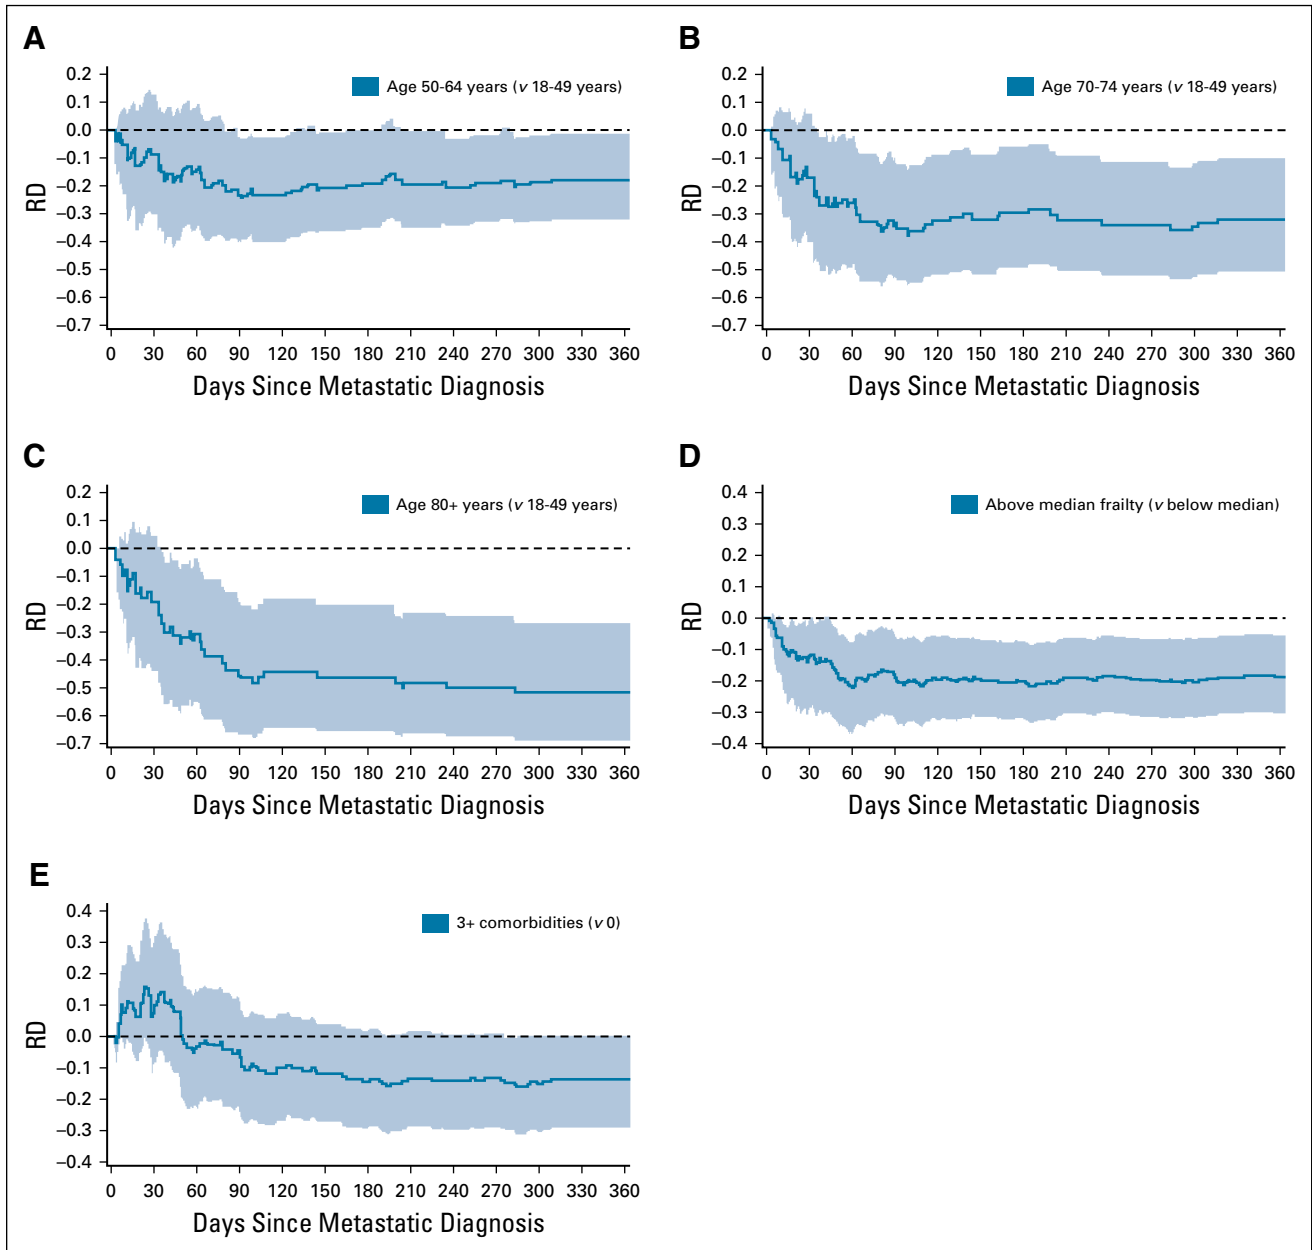 A
Age 50-64 years (v 18-49 years)
0.2
0.1
0.0
–0.1
–0.2
–0.3
–0.4
–0.5
–0.6
–0.7
RD
0 30 60 90 120 150 180 210 240 270 300 330 360
Days Since Metastatic Diagnosis
B
Age 70-74 years (v 18-49 years)
0.2
0.1
0.0
–0.1
–0.2
–0.3
–0.4
–0.5
–0.6
–0.7
RD
0 30 60 90 120 150 180 210 240 270 300 330 360
Days Since Metastatic Diagnosis
C
Age 80+ years (v 18-49 years)
0.2
0.1
0.0
–0.1
–0.2
–0.3
–0.4
–0.5
–0.6
–0.7
RD
0 30 60 90 120 150 180 210 240 270 300 330 360
Days Since Metastatic Diagnosis
D
Above median frailty (v below median)
0.4
0.3
0.2
0.1
0.0
–0.1
–0.2
–0.3
–0.4
RD
0 30 60 90 120 150 180 210 240 270 300 330 360
Days Since Metastatic Diagnosis
E
3+ comorbidities (v 0)
0.4
0.3
0.2
0.1
0.0
–0.1
–0.2
–0.3
–0.4
RD
0 30 60 90 120 150 180 210 240 270 300 330 360
Days Since Metastatic Diagnosis